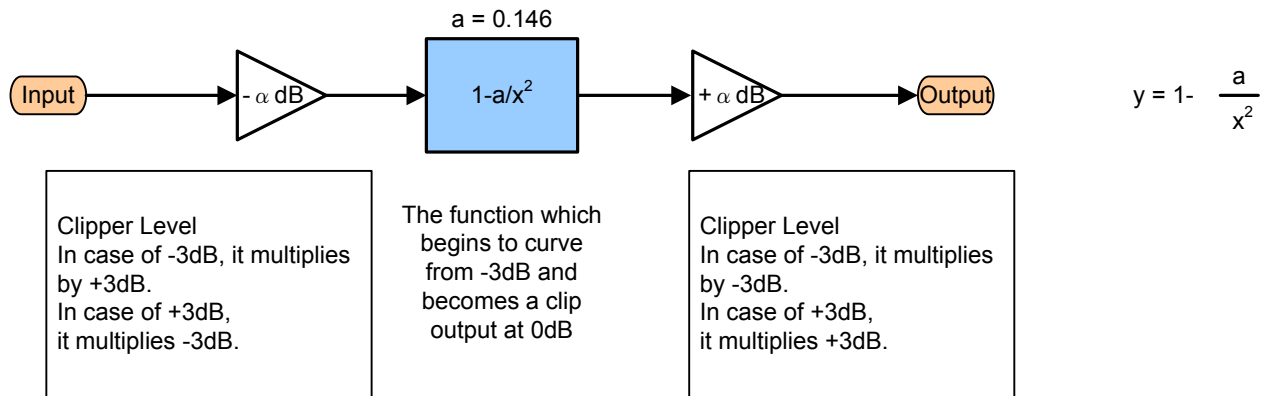 a = 0.146
Input
- α dB
1-a/x²
+ α dB
Output
y = 1- a
x²
Clipper Level
In case of -3dB, it multiplies
by +3dB.
In case of +3dB,
it multiplies -3dB.
The function which
begins to curve
from -3dB and
becomes a clip
output at 0dB
Clipper Level
In case of -3dB, it multiplies
by -3dB.
In case of +3dB,
it multiplies +3dB.